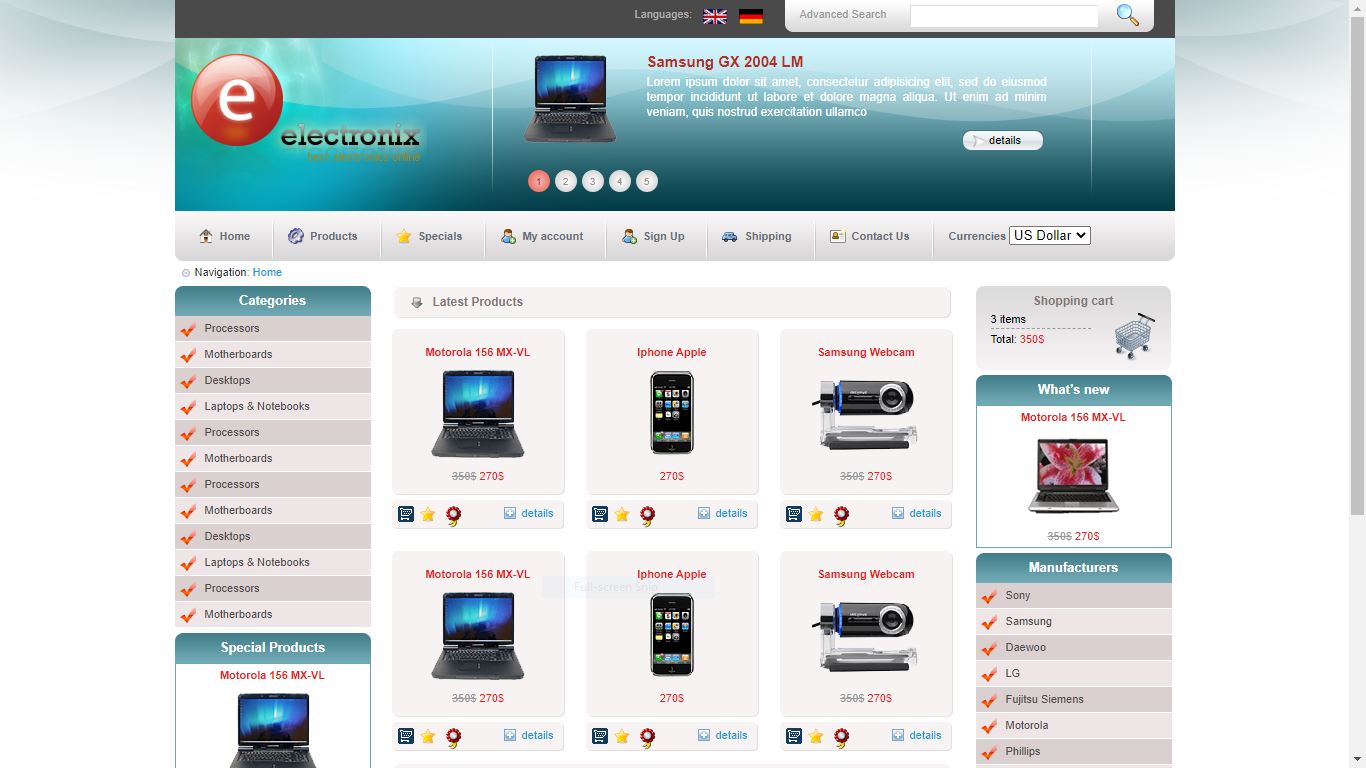 Languages:
Advanced Search
e
electronix
best electronics online
Samsung GX 2004 LM
Lorem ipsum dolor sit amet, consectetur adipisicing elit, sed do eiusmod
tempor incididunt ut labore et dolore magna aliqua. Ut enim ad minim
veniam, quis nostrud exercitation ullamco
details
1 2 3 4 5
Home Products Specials My account Sign Up Shipping Contact Us Currencies US Dollar
Navigation: Home
Categories
Processors
Motherboards
Desktops
Laptops & Notebooks
Processors
Motherboards
Processors
Motherboards
Desktops
Laptops & Notebooks
Processors
Motherboards
Special Products
Motorola 156 MX-VL
Latest Products
Motorola 156 MX-VL Iphone Apple Samsung Webcam
350$ 270$ 270$ 350$ 270$
details details details
Motorola 156 MX-VL Iphone Apple Samsung Webcam
Full-screen Snip
350$ 270$ 270$ 350$ 270$
details details details
Shopping cart
3 items
Total: 350$
What's new
Motorola 156 MX-VL
350$ 270$
Manufacturers
Sony
Samsung
Daewoo
LG
Fujitsu Siemens
Motorola
Phillips